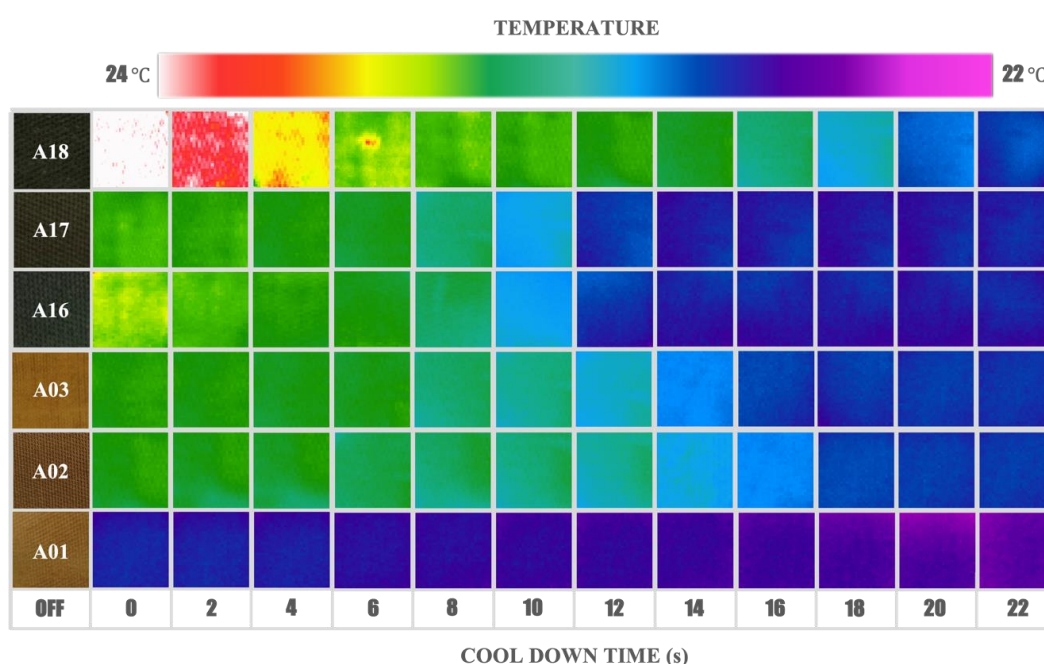 TEMPERATURE
24 °C 22 °C
A18
A17
A16
A03
A02
A01
OFF 0 2 4 6 8 10 12 14 16 18 20 22
COOL DOWN TIME (s)